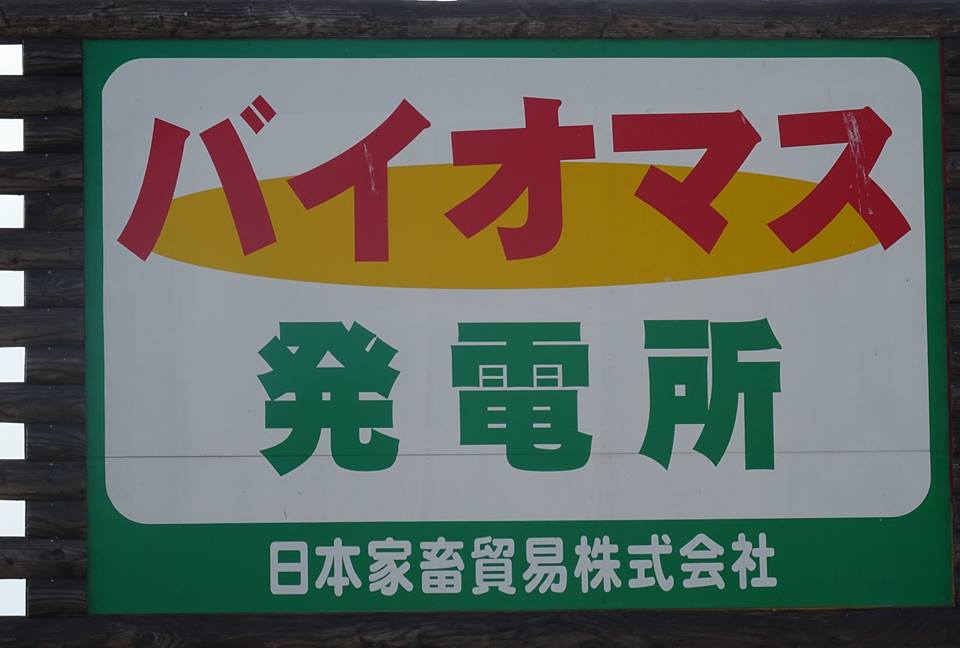 バイオマス
発電所
日本家畜貿易株式会社